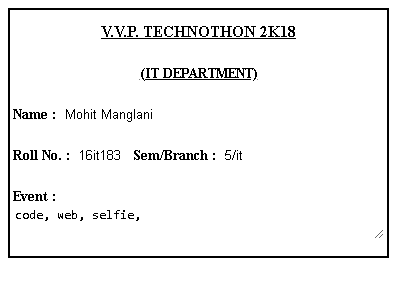 V.V.P. TECHNOTHON 2K18
(IT DEPARTMENT)
Name : Mohit Manglani
Roll No. : 16it183 Sem/Branch : 5/it
Event :
code, web, selfie,